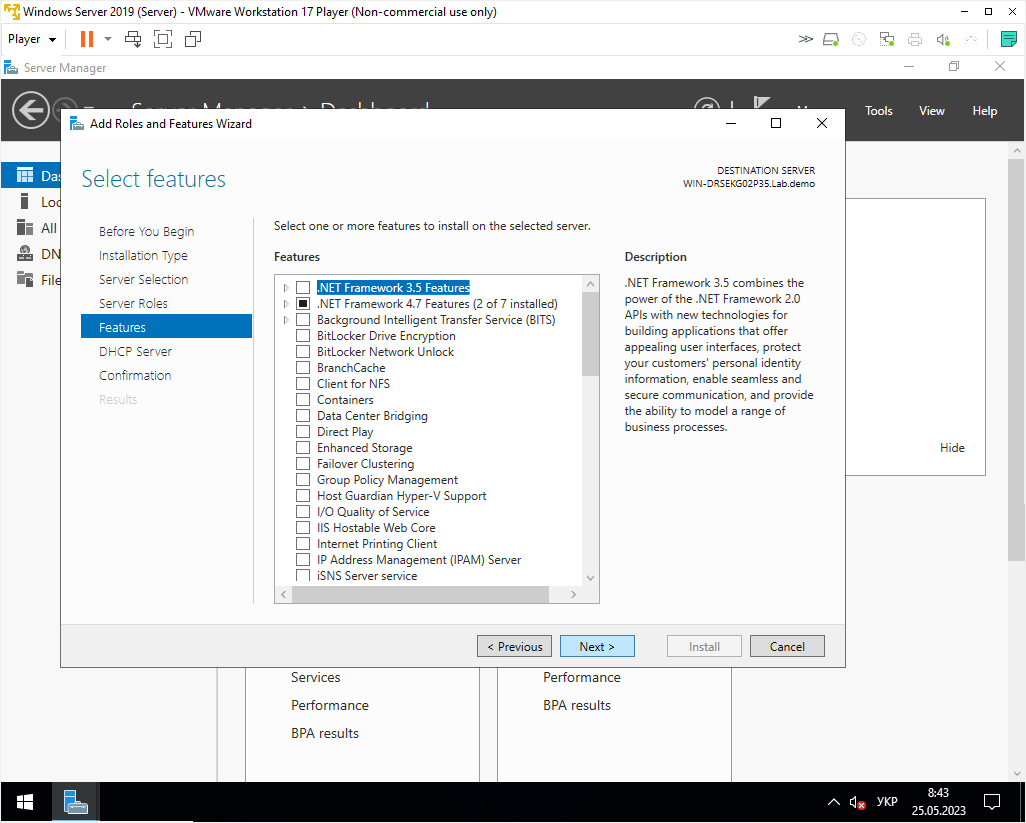 Windows Server 2019 (Server) - VMware Workstation 17 Player (Non-commercial use only)
Player
Server Manager
Server Manager Dashboard
Tools View Help
Add Roles and Features Wizard
Select features
DESTINATION SERVER
WIN-DRSEKG02P35.Lab.demo
Das
Loc
All
DN
File
Before You Begin
Installation Type
Server Selection
Server Roles
Features
DHCP Server
Confirmation
Results
Select one or more features to install on the selected server.
Features
.NET Framework 3.5 Features
.NET Framework 4.7 Features (2 of 7 installed)
Background Intelligent Transfer Service (BITS)
BitLocker Drive Encryption
BitLocker Network Unlock
BranchCache
Client for NFS
Containers
Data Center Bridging
Direct Play
Enhanced Storage
Failover Clustering
Group Policy Management
Host Guardian Hyper-V Support
I/O Quality of Service
IIS Hostable Web Core
Internet Printing Client
IP Address Management (IPAM) Server
iSNS Server service
Description
.NET Framework 3.5 combines the
power of the .NET Framework 2.0
APIs with new technologies for
building applications that offer
appealing user interfaces, protect
your customers' personal identity
information, enable seamless and
secure communication, and provide
the ability to model a range of
business processes.
Hide
< Previous
Next >
Install
Cancel
Services
Performance
BPA results
Performance
BPA results
УКР
8:43
25.05.2023